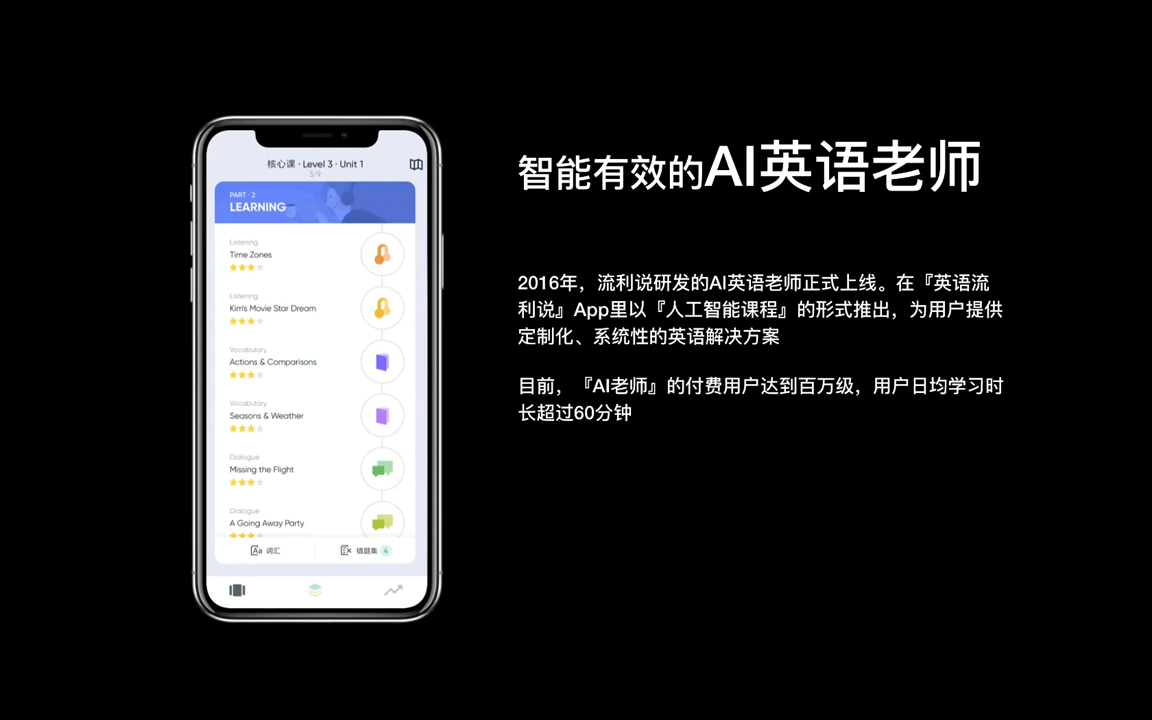 核心课 · Level 3 · Unit 1
3/9
PART - 2
LEARNING
Listening
Time Zones
Listening
Kim's Movie Star Dream
Vocabulary
Actions & Comparisons
Vocabulary
Seasons & Weather
Dialogue
Missing the Flight
Dialogue
A Going Away Party
Aa 词汇
错题集 4
智能有效的AI英语老师
2016年，流利说研发的AI英语老师正式上线。在『英语流
利说』App里以『人工智能课程』的形式推出，为用户提供
定制化、系统性的英语解决方案
目前，『AI老师』的付费用户达到百万级，用户日均学习时
长超过60分钟